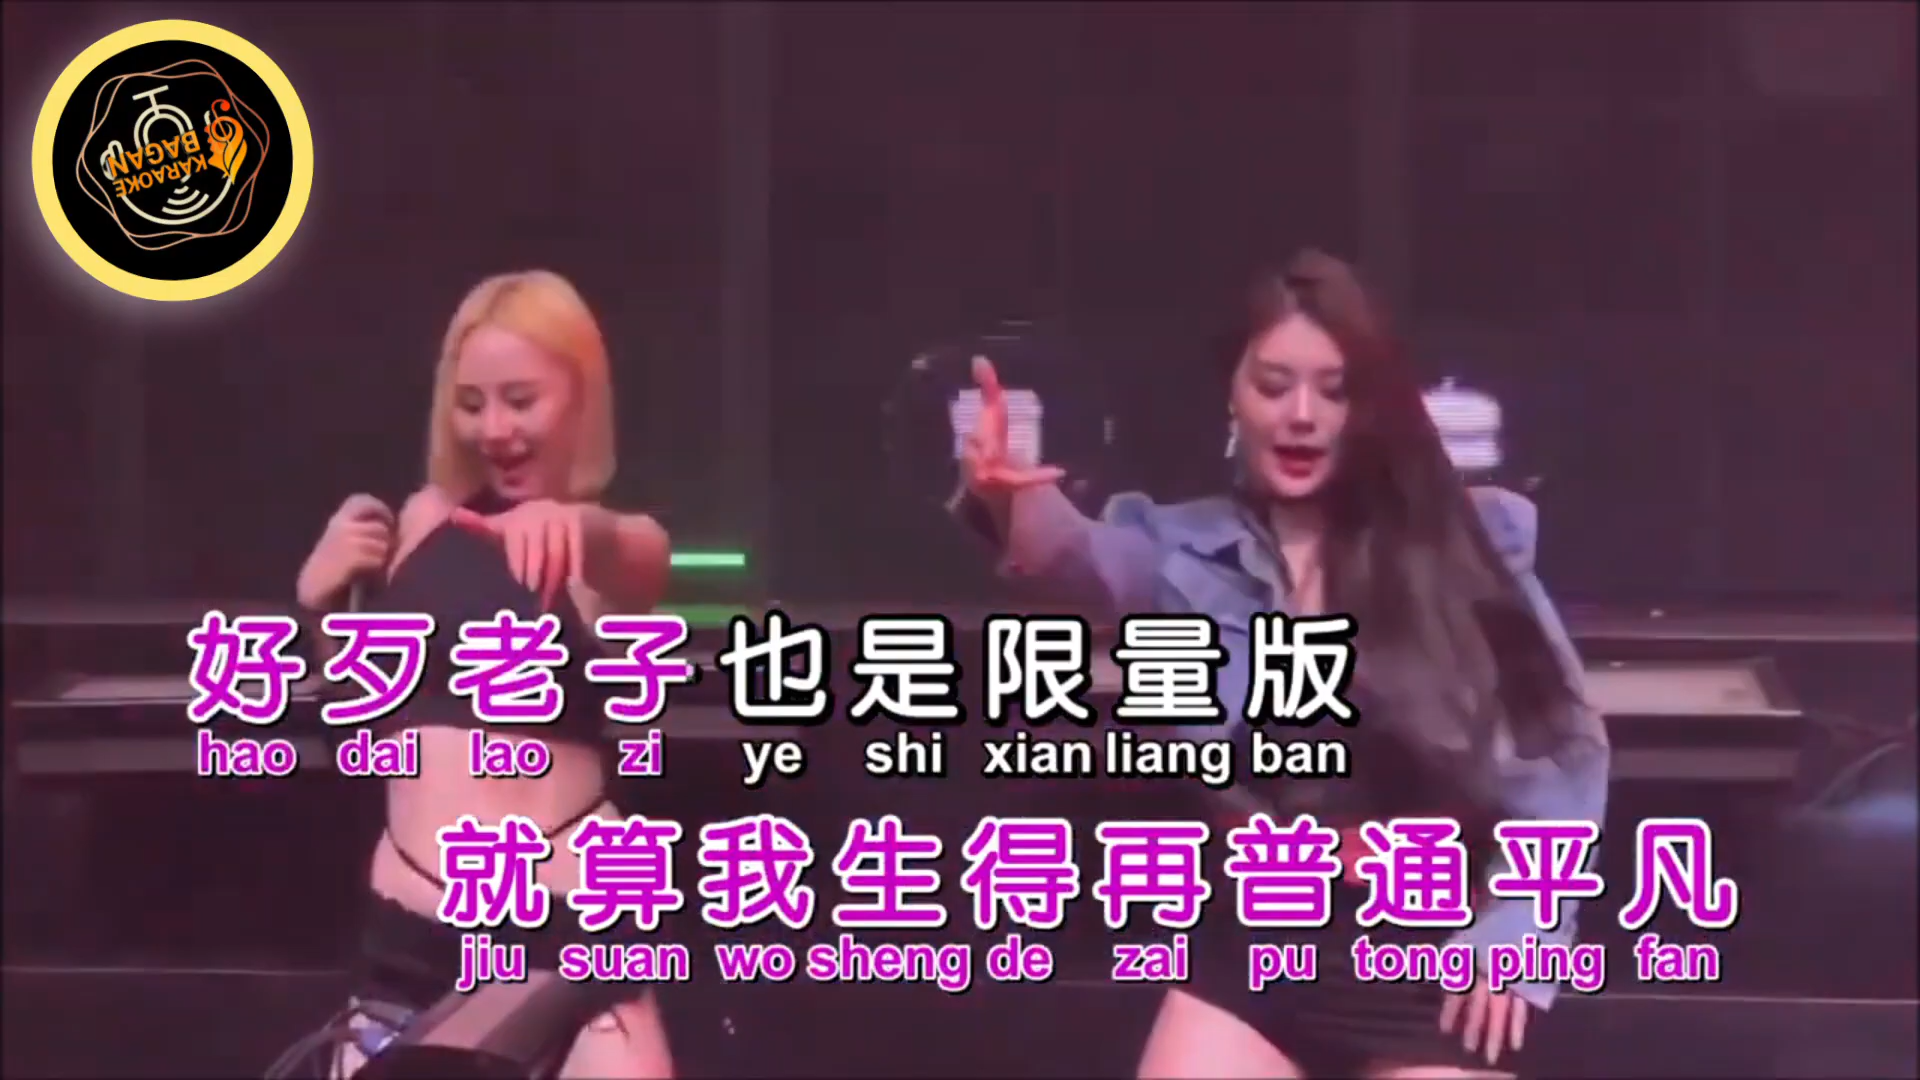 KARAOKE
BAGAN
好歹老子也是限量版
hao dai lao zi ye shi xian liang ban
就算我生得再普通平凡
jiu suan wo sheng de zai pu tong ping fan